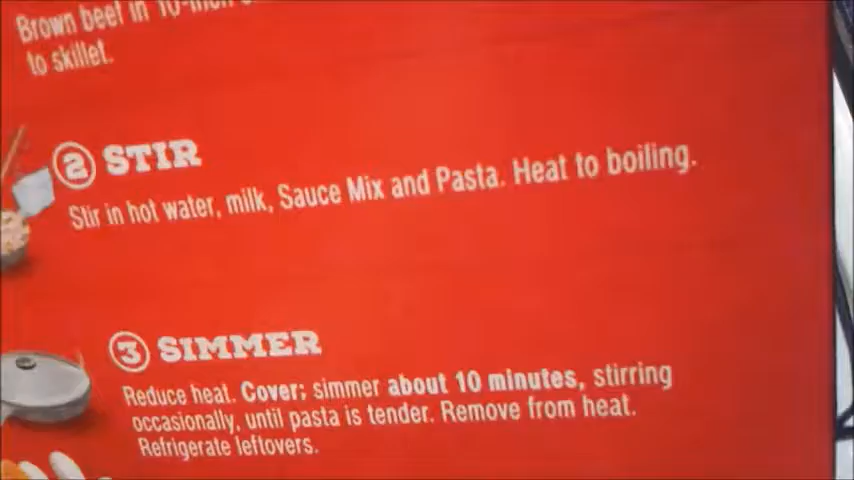 Brown beef in 10-inch
to skillet.
2 STIR
Stir in hot water, milk, Sauce Mix and Pasta. Heat to boiling.
3 SIMMER
Reduce heat. Cover; simmer about 10 minutes, stirring
occasionally, until pasta is tender. Remove from heat.
Refrigerate leftovers.